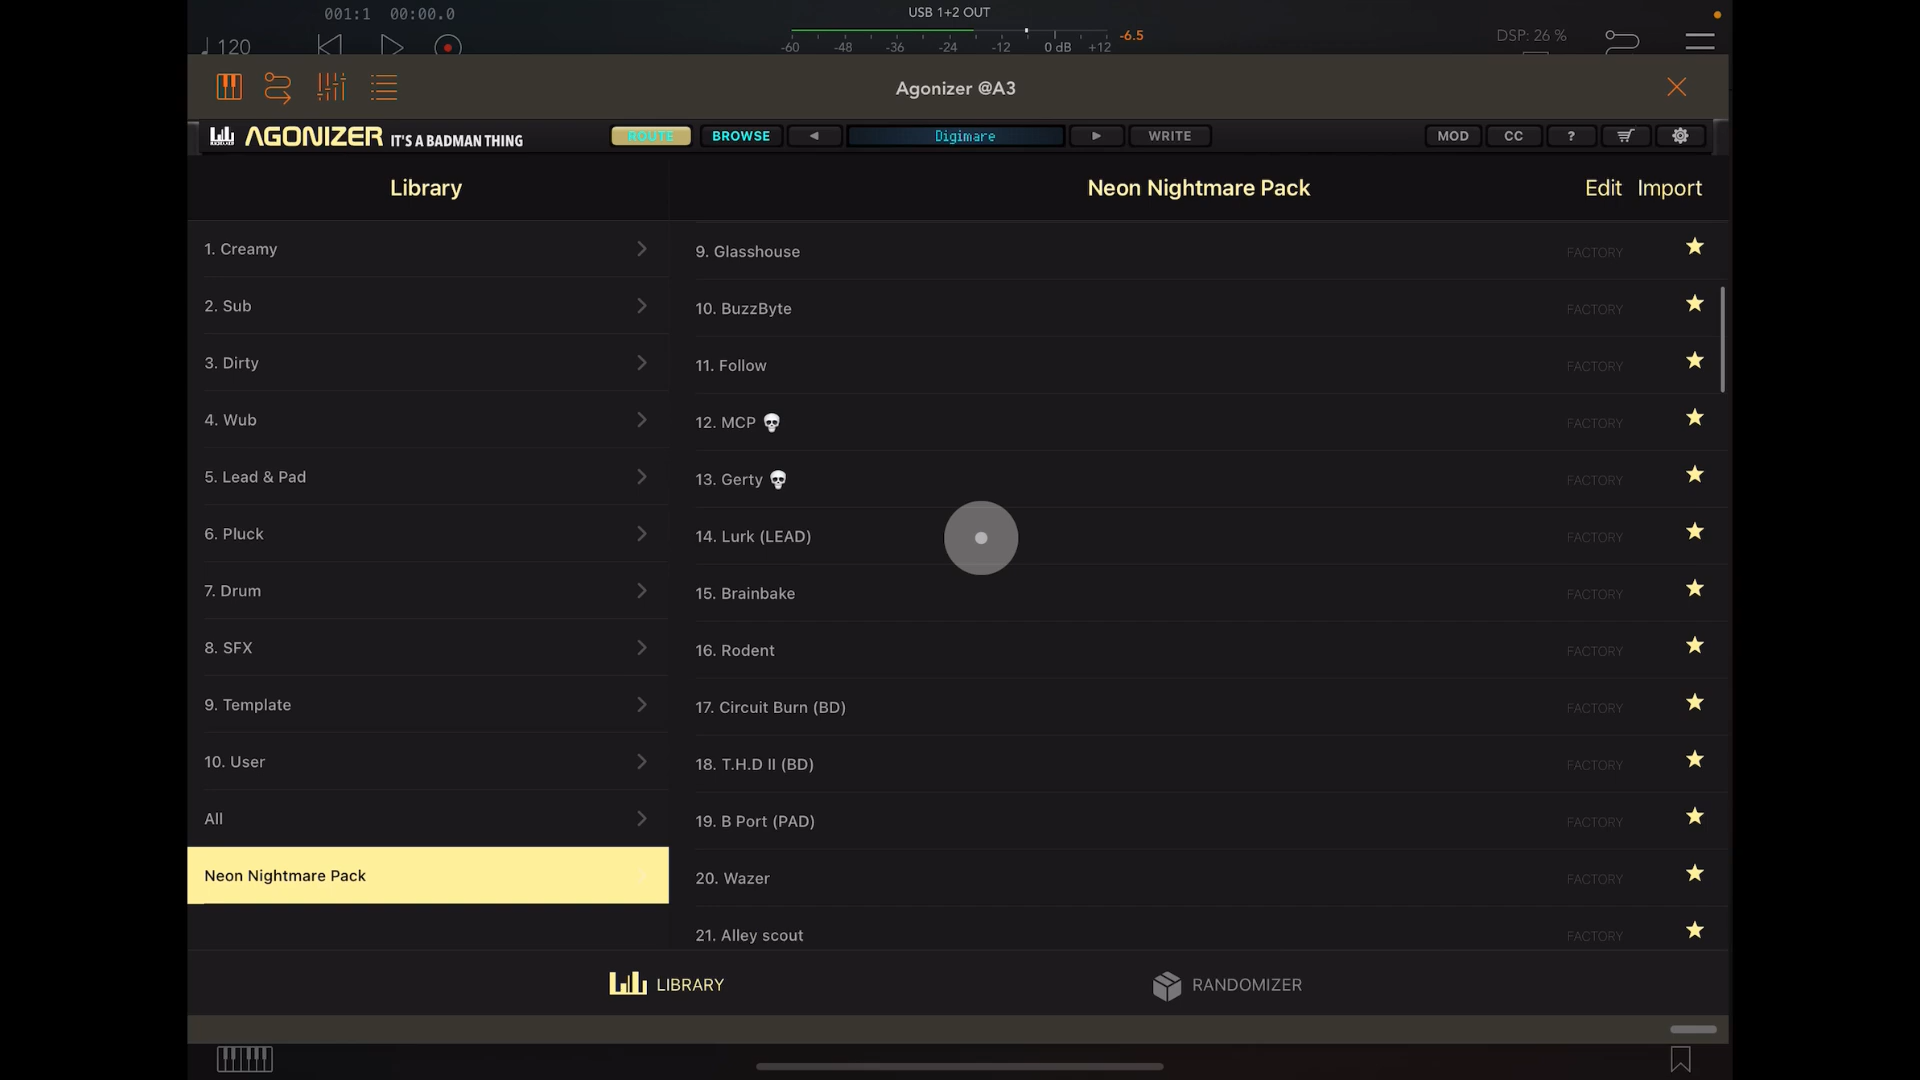 001:1 00:00.0
USB 1+2 OUT
120
-60 -48 -36 -24 -12 0 dB +12 -6.5
DSP: 26 %
Agonizer @A3
AGONIZER IT'S A BADMAN THING
ROUTE BROWSE Digimare WRITE MOD CC ?
Library
1. Creamy
2. Sub
3. Dirty
4. Wub
5. Lead & Pad
6. Pluck
7. Drum
8. SFX
9. Template
10. User
All
Neon Nightmare Pack
Neon Nightmare Pack Edit Import
9. Glasshouse FACTORY
10. BuzzByte FACTORY
11. Follow FACTORY
12. MCP 💀 FACTORY
13. Gerty 💀 FACTORY
14. Lurk (LEAD) FACTORY
15. Brainbake FACTORY
16. Rodent FACTORY
17. Circuit Burn (BD) FACTORY
18. T.H.D II (BD) FACTORY
19. B Port (PAD) FACTORY
20. Wazer FACTORY
21. Alley scout FACTORY
LIBRARY RANDOMIZER